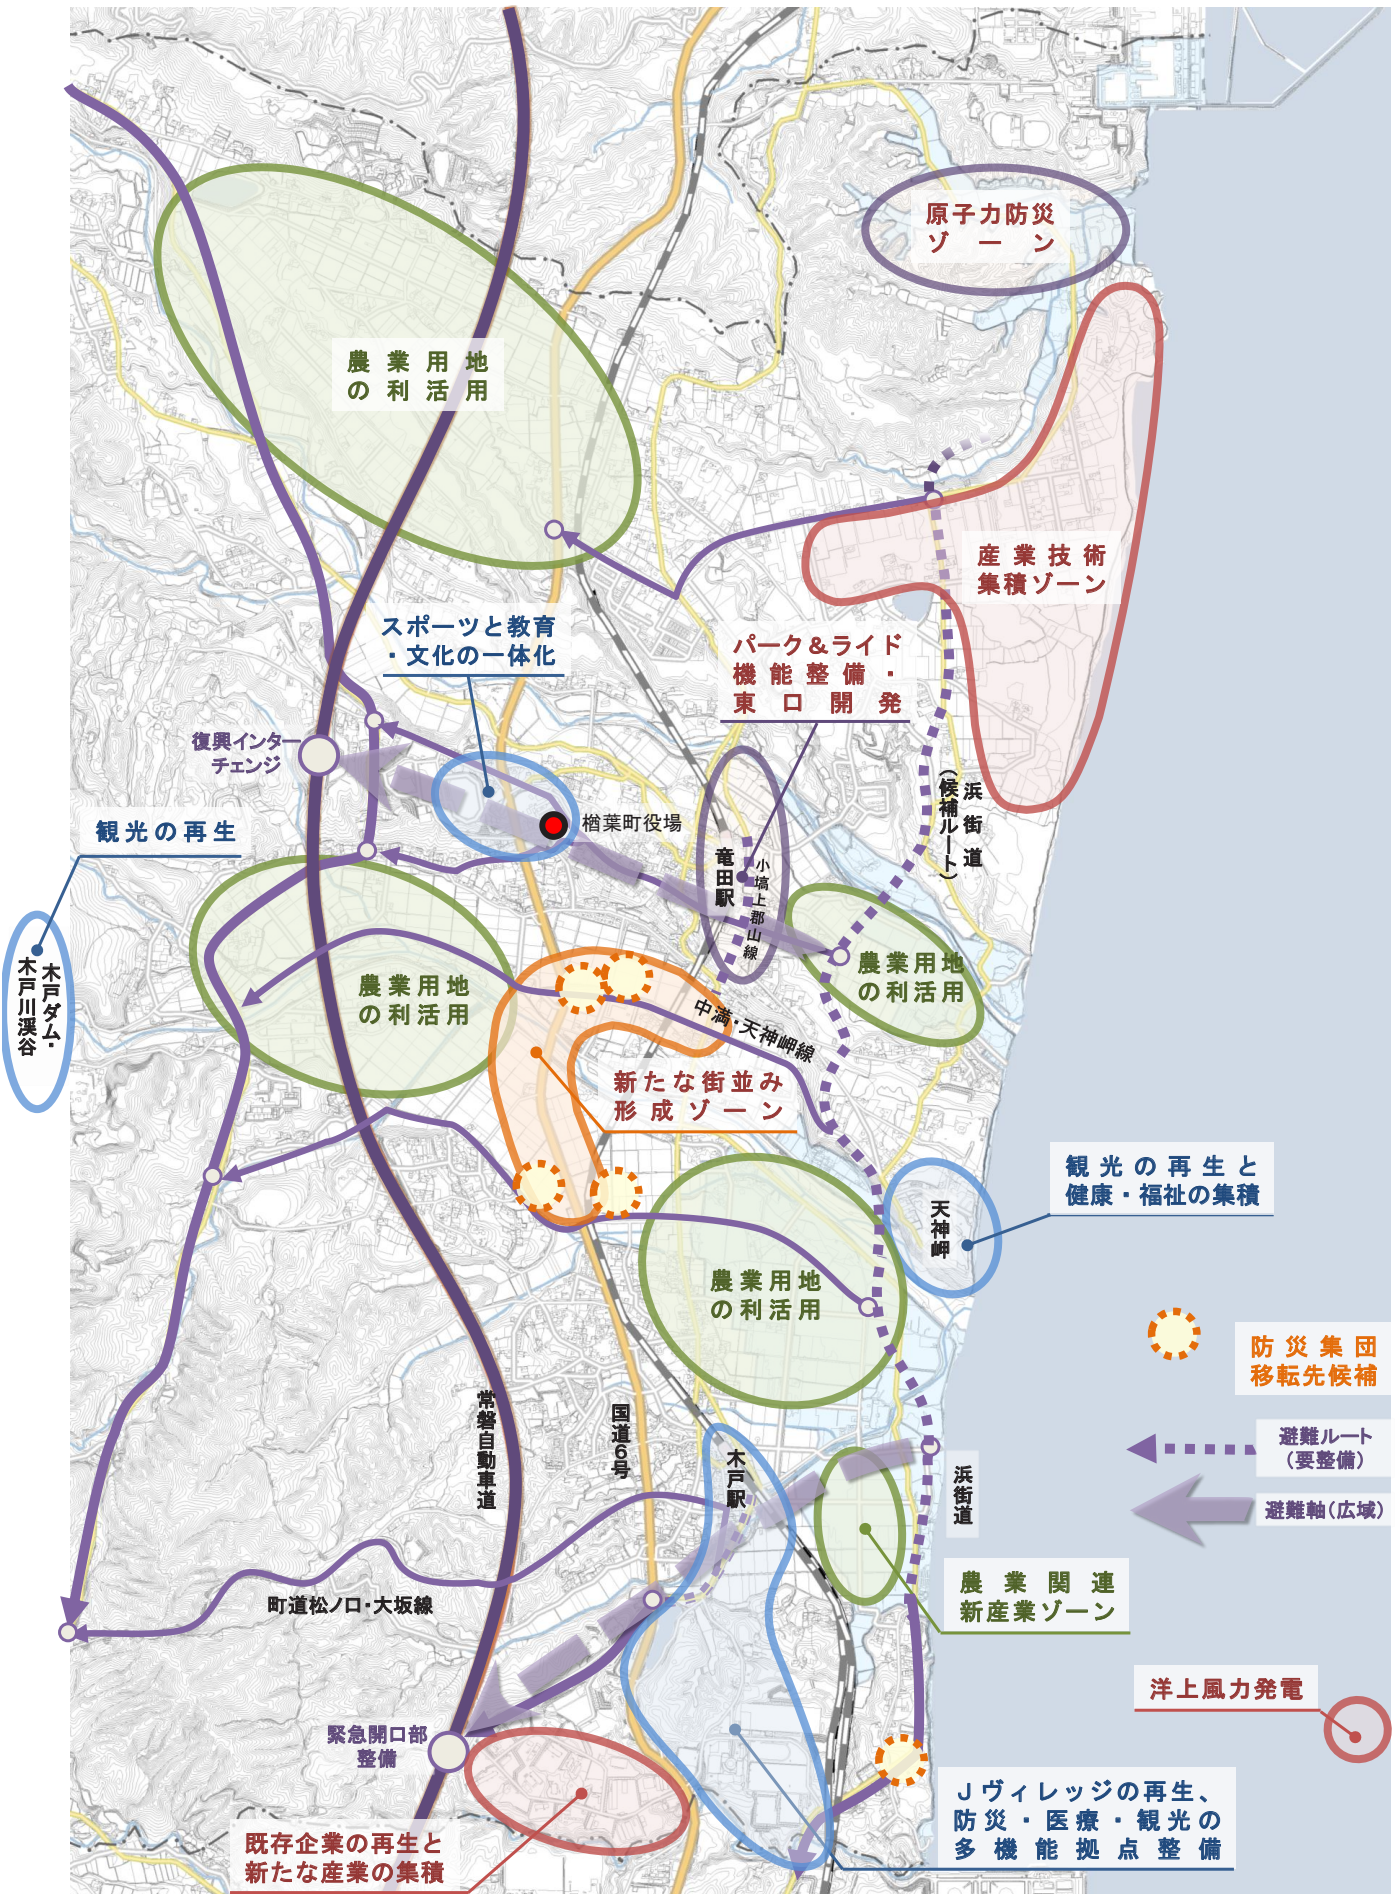 原子力防災
ゾーン
農業用地
の利活用
産業技術
集積ゾーン
スポーツと教育
・文化の一体化
パーク＆ライド
機能整備・
東口開発
復興インター
チェンジ
浜街道
（候補ルート）
観光の再生
楢葉町役場
竜田駅
小塙上郡山線
木戸ダム・
木戸川渓谷
農業用地
の利活用
農業用地
の利活用
中満・天神岬線
新たな街並み
形成ゾーン
観光の再生と
健康・福祉の集積
天神岬
農業用地
の利活用
防災集団
移転先候補
常磐自動車道
国道6号
木戸駅
避難ルート
（要整備）
浜街道
避難軸（広域）
農業関連
新産業ゾーン
町道松ノ口・大坂線
洋上風力発電
緊急開口部
整備
Ｊヴィレッジの再生、
防災・医療・観光の
多機能拠点整備
既存企業の再生と
新たな産業の集積